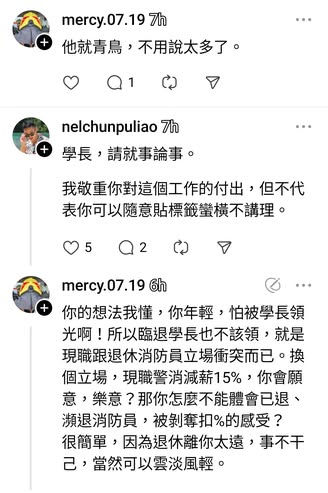 mercy.07.19 7h
他就青鳥，不用說太多了。
1
nelchunpuliao 7h
學長，請就事論事。
我敬重你對這個工作的付出，但不代
表你可以隨意貼標籤蠻橫不講理。
5 2
mercy.07.19 6h
你的想法我懂，你年輕，怕被學長領
光啊！所以臨退學長也不該領，就是
現職跟退休消防員立場衝突而已。換
個立場，現職警消減薪15%，你會願
意，樂意？那你怎麼不能體會已退、
瀕退消防員，被剝奪扣%的感受？
很簡單，因為退休離你太遠，事不干
己，當然可以雲淡風輕。